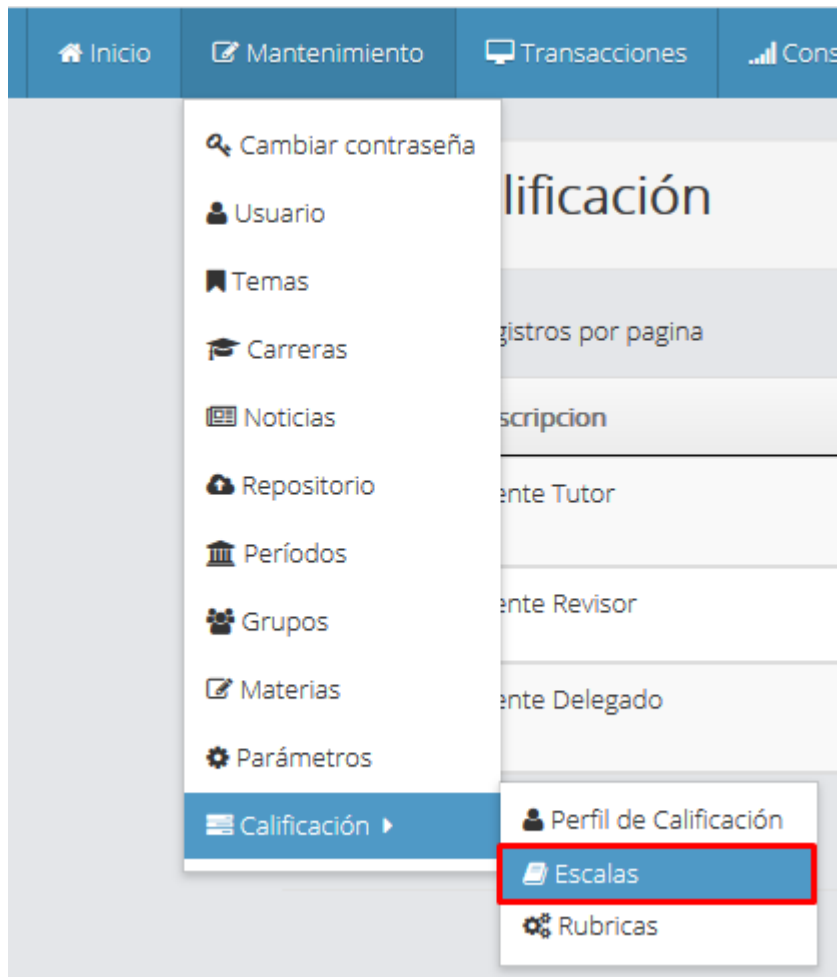 Inicio
Mantenimiento
Transacciones
Cons
Cambiar contraseña
Usuario
Temas
Carreras
Noticias
Repositorio
Períodos
Grupos
Materias
Parámetros
Calificación
lificación
gistros por pagina
scripcion
ente Tutor
ente Revisor
ente Delegado
Perfil de Calificación
Escalas
Rubricas